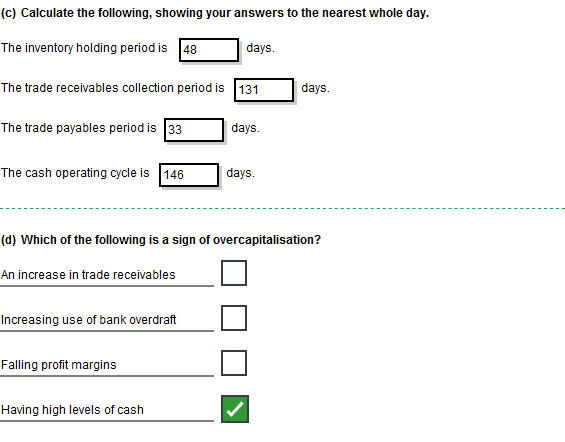 (c) Calculate the following, showing your answers to the nearest whole day.
The inventory holding period is 48 days.
The trade receivables collection period is 131 days.
The trade payables period is 33 days.
The cash operating cycle is 146 days.
(d) Which of the following is a sign of overcapitalisation?
An increase in trade receivables
Increasing use of bank overdraft
Falling profit margins
Having high levels of cash